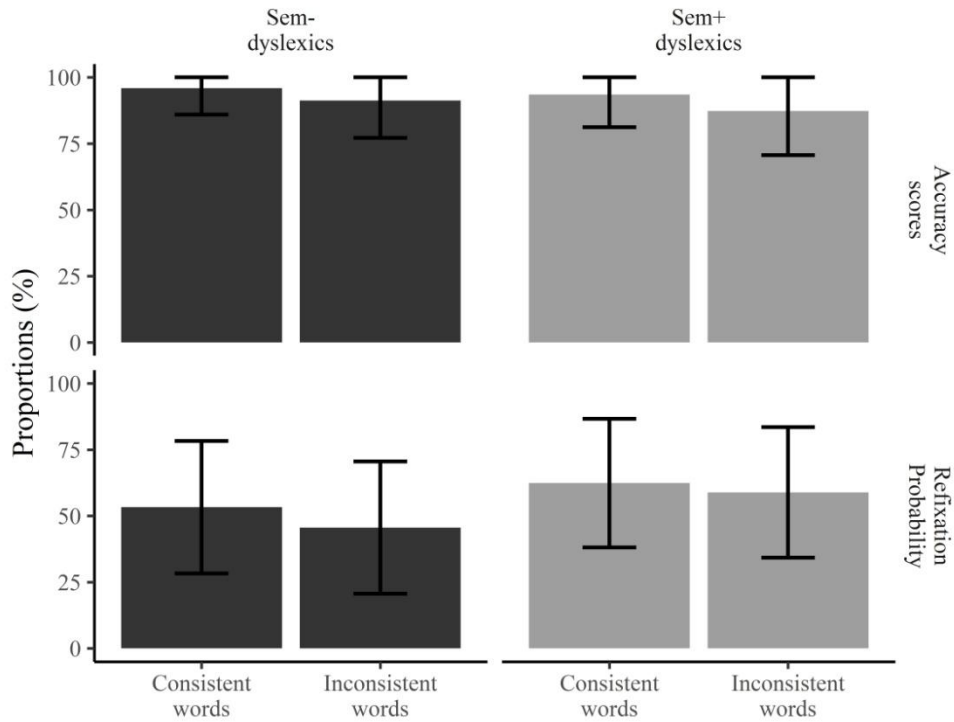 Sem-
dyslexics
Sem+
dyslexics
Proportions (%)
100
75
50
25
0
Accuracy
scores
100
75
50
25
0
Refixation
Probability
Consistent
words
Inconsistent
words
Consistent
words
Inconsistent
words